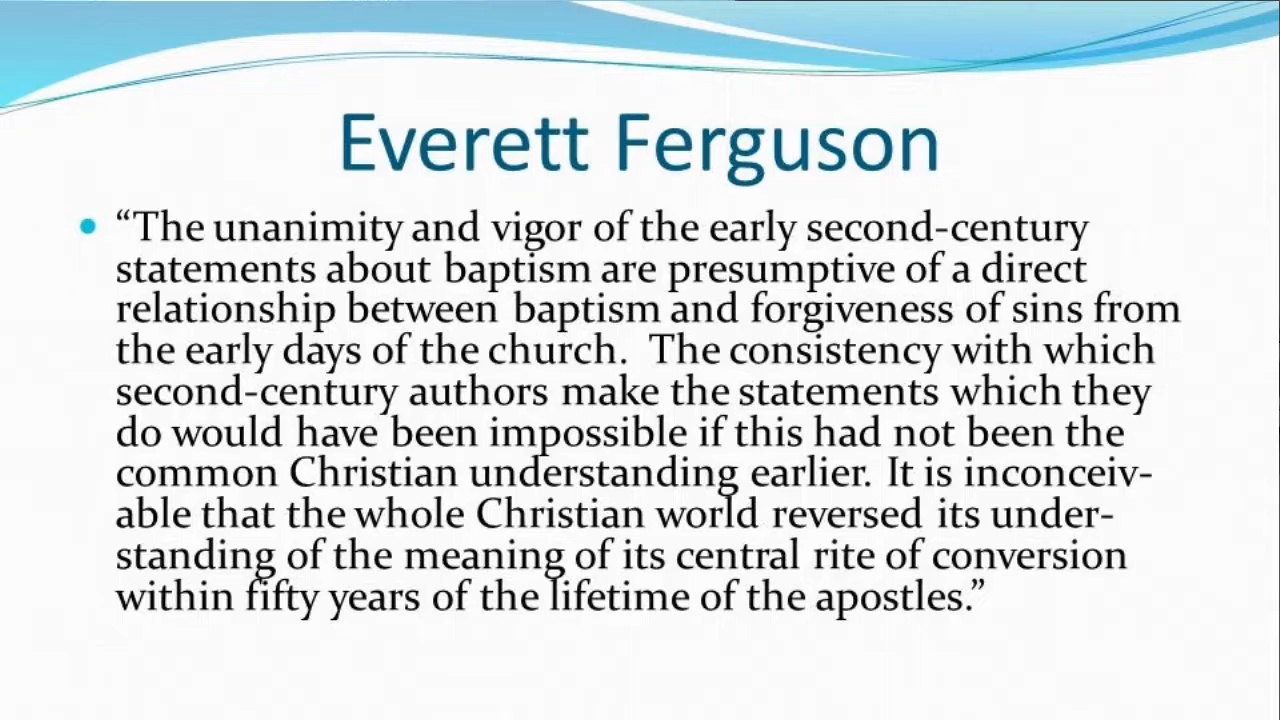 Everett Ferguson
• “The unanimity and vigor of the early second-century
statements about baptism are presumptive of a direct
relationship between baptism and forgiveness of sins from
the early days of the church.  The consistency with which
second-century authors make the statements which they
do would have been impossible if this had not been the
common Christian understanding earlier. It is inconceiv-
able that the whole Christian world reversed its under-
standing of the meaning of its central rite of conversion
within fifty years of the lifetime of the apostles.”